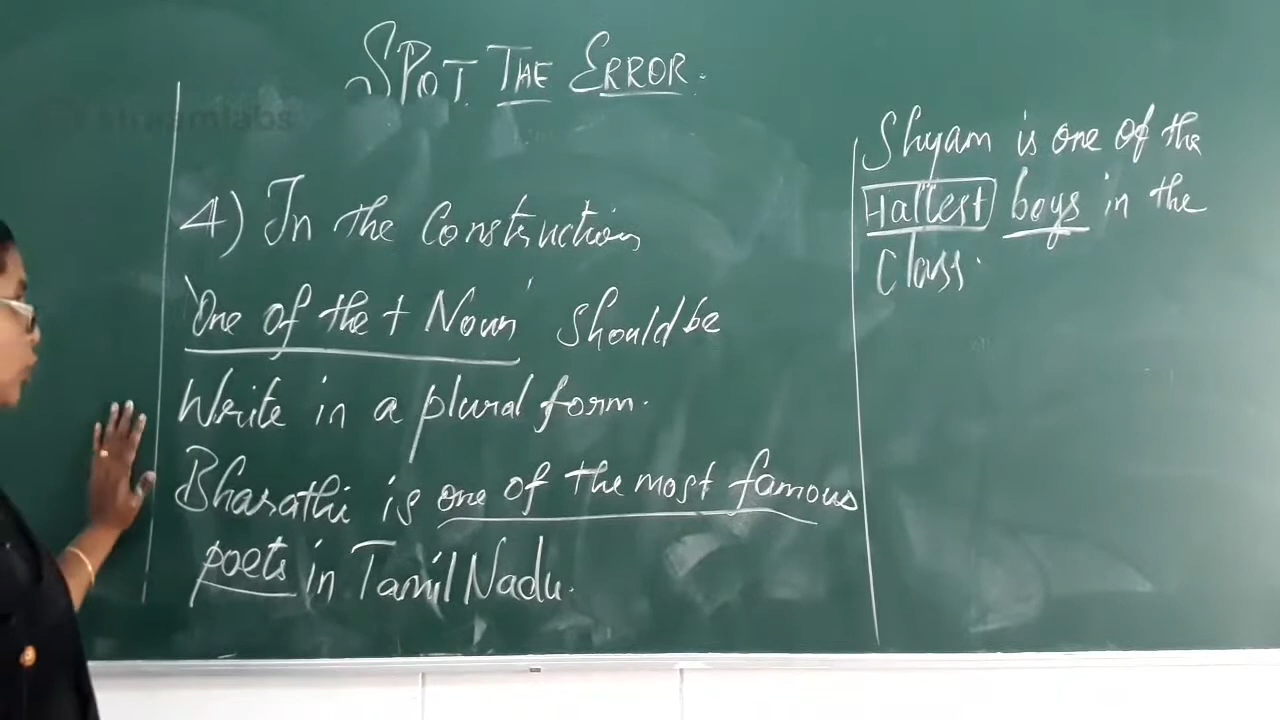 SPOT THE ERROR.
4) In the Construction
'One of the + Noun' should be
Write in a plural form.
Bharathi is one of the most famous
poets in Tamil Nadu.
Shyam is one of the
tallest boys in the
Class.